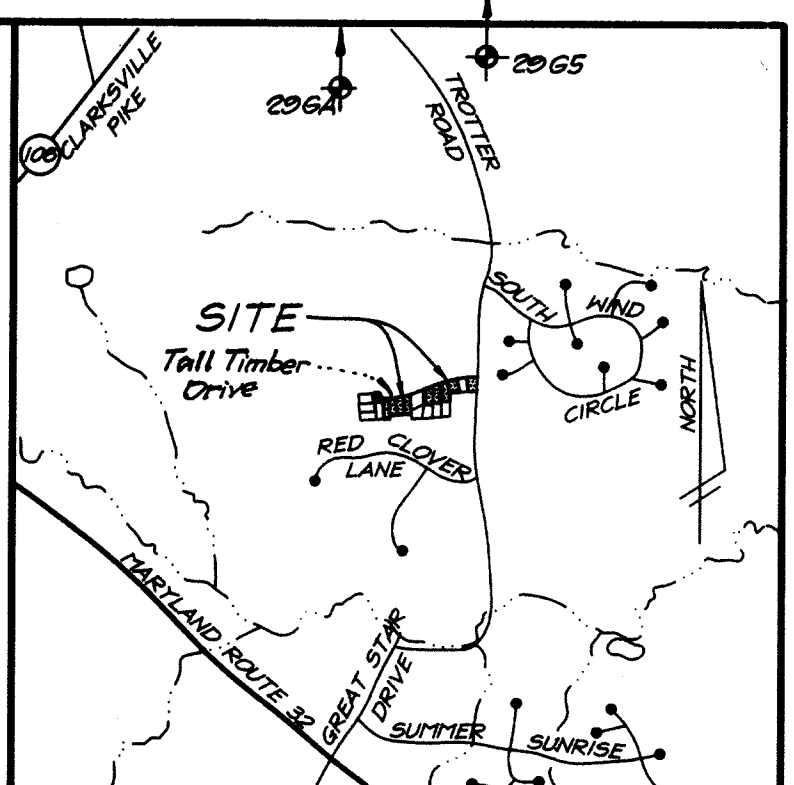 CLARKSVILLE
PIKE
108
29GA
29G5
TROTTER
ROAD
SOUTH
WIND
CIRCLE
SITE
Tall Timber
Drive
NORTH
RED CLOVER
LANE
MARYLAND ROUTE 32
GREAT STAR
DRIVE
SUMMER SUNRISE